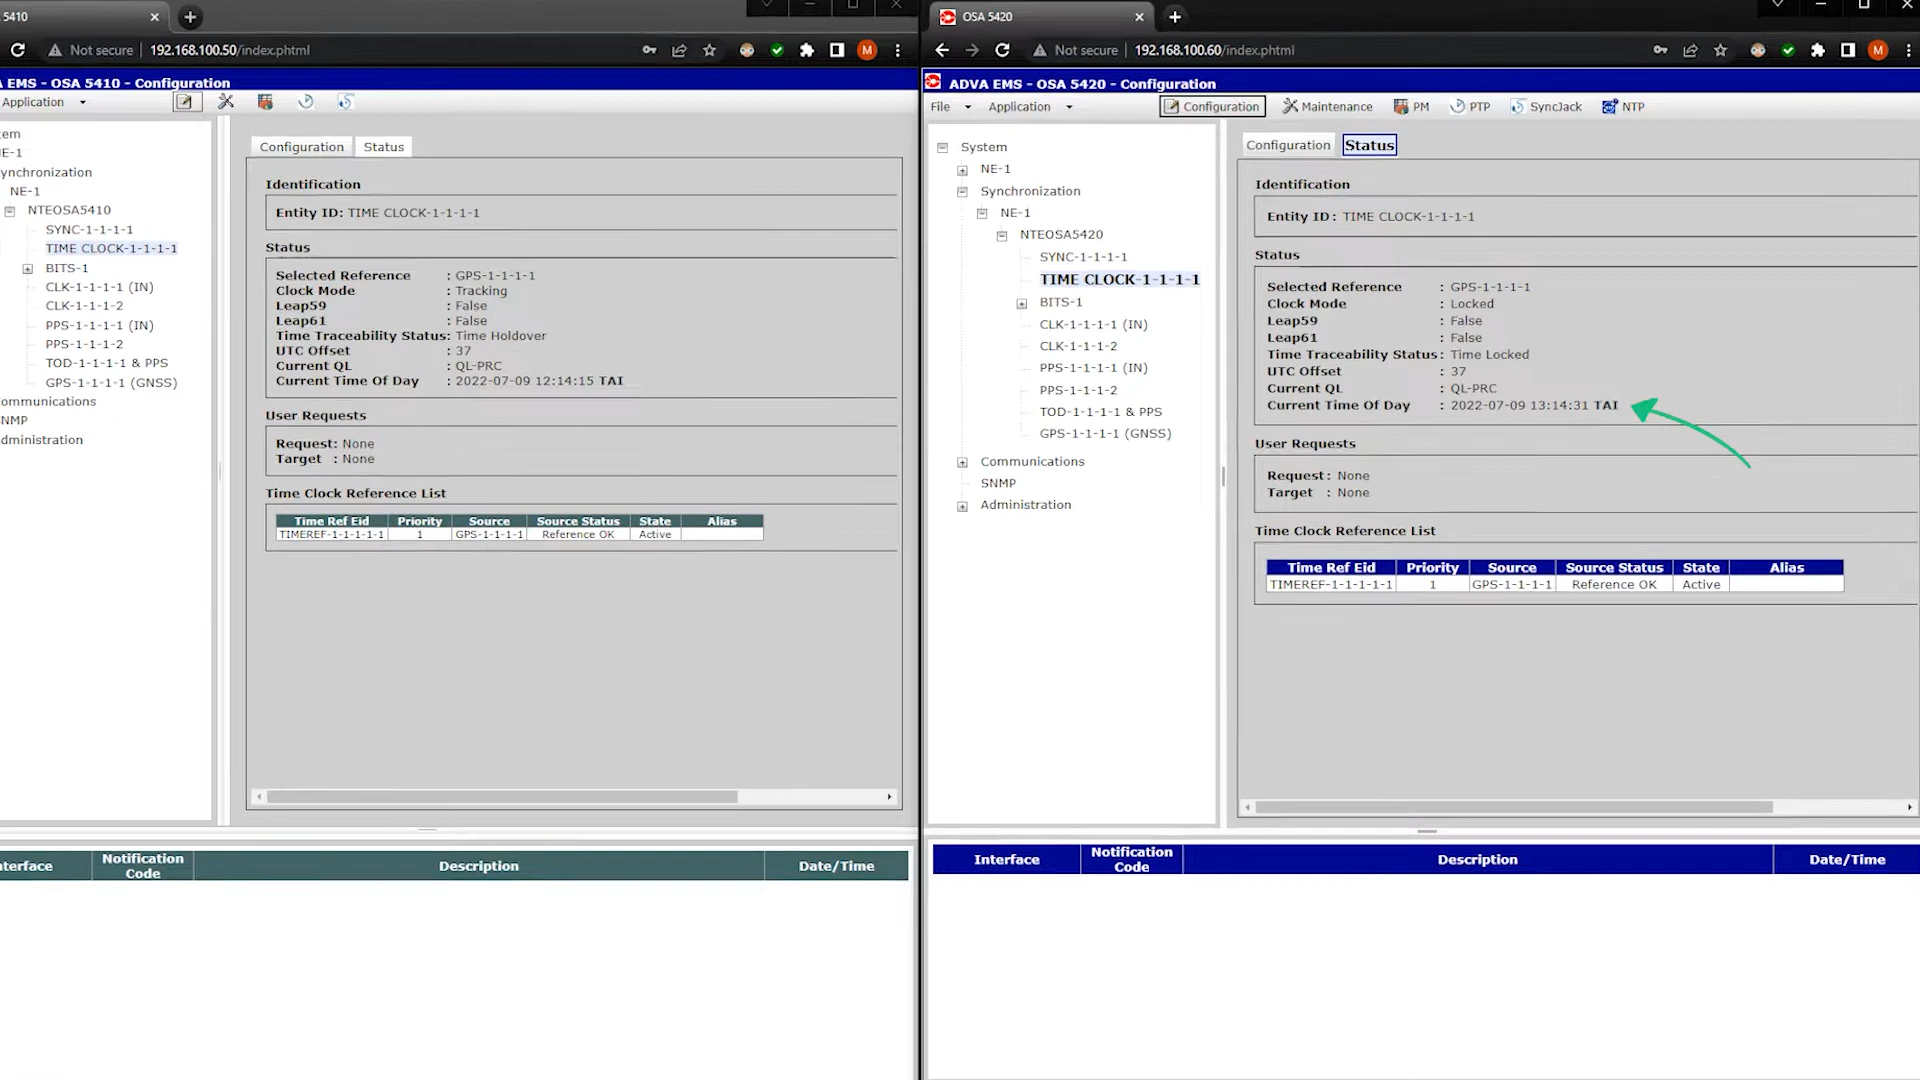 5410
Not secure 192.168.100.50/index.phtml
M
A EMS - OSA 5410 - Configuration
Application
tem
E-1
ynchronization
NE-1
NTEOSA5410
SYNC-1-1-1-1
TIME CLOCK-1-1-1-1
BITS-1
CLK-1-1-1-1 (IN)
CLK-1-1-1-2
PPS-1-1-1-1 (IN)
PPS-1-1-1-2
TOD-1-1-1-1 & PPS
GPS-1-1-1-1 (GNSS)
ommunications
SNMP
dministration
Configuration Status
Identification
Entity ID: TIME CLOCK-1-1-1-1
Status
Selected Reference : GPS-1-1-1-1
Clock Mode : Tracking
Leap59 : False
Leap61 : False
Time Traceability Status: Time Holdover
UTC Offset : 37
Current QL : QL-PRC
Current Time Of Day : 2022-07-09 12:14:15 TAI
User Requests
Request: None
Target : None
Time Clock Reference List
Time Ref Eid Priority Source Source Status State Alias
TIMEREF-1-1-1-1-1 1 GPS-1-1-1-1 Reference OK Active
nterface Notification Code Description Date/Time
OSA 5420
Not secure 192.168.100.60/index.phtml
M
ADVA EMS - OSA 5420 - Configuration
File Application Configuration Maintenance PM PTP SyncJack NTP
System
NE-1
Synchronization
NE-1
NTEOSA5420
SYNC-1-1-1-1
TIME CLOCK-1-1-1-1
BITS-1
CLK-1-1-1-1 (IN)
CLK-1-1-1-2
PPS-1-1-1-1 (IN)
PPS-1-1-1-2
TOD-1-1-1-1 & PPS
GPS-1-1-1-1 (GNSS)
Communications
SNMP
Administration
Configuration Status
Identification
Entity ID: TIME CLOCK-1-1-1-1
Status
Selected Reference : GPS-1-1-1-1
Clock Mode : Locked
Leap59 : False
Leap61 : False
Time Traceability Status: Time Locked
UTC Offset : 37
Current QL : QL-PRC
Current Time Of Day : 2022-07-09 13:14:31 TAI
User Requests
Request: None
Target : None
Time Clock Reference List
Time Ref Eid Priority Source Source Status State Alias
TIMEREF-1-1-1-1-1 1 GPS-1-1-1-1 Reference OK Active
Interface Notification Code Description Date/Time